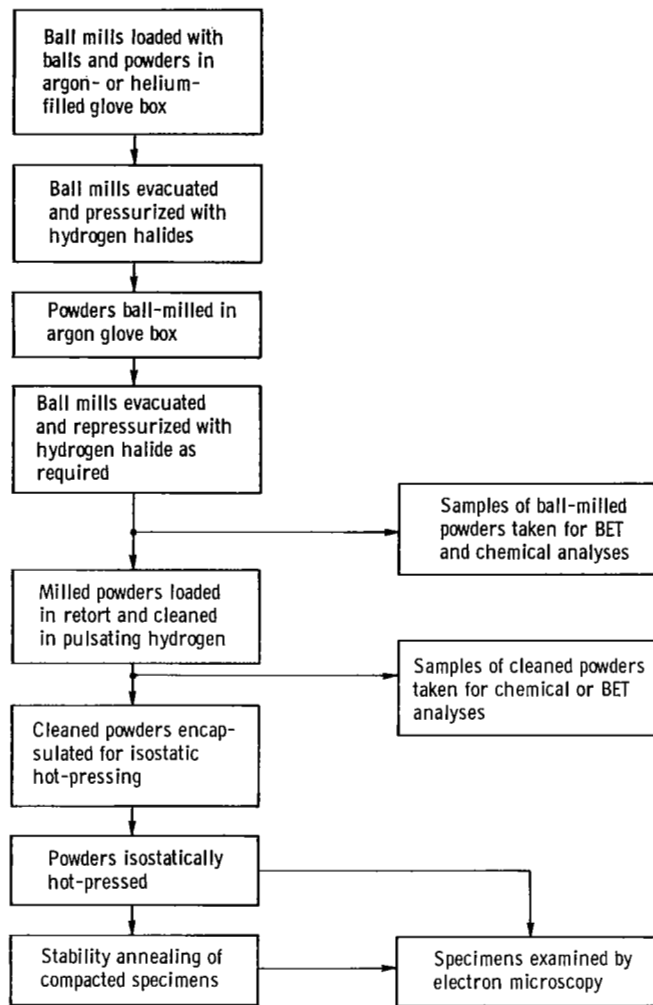 Ball mills loaded with
balls and powders in
argon- or helium-
filled glove box
Ball mills evacuated
and pressurized with
hydrogen halides
Powders ball-milled in
argon glove box
Ball mills evacuated
and repressurized with
hydrogen halide as
required
Samples of ball-milled
powders taken for BET
and chemical analyses
Milled powders loaded
in retort and cleaned
in pulsating hydrogen
Samples of cleaned powders
taken for chemical or BET
analyses
Cleaned powders encap-
sulated for isostatic
hot-pressing
Powders isostatically
hot-pressed
Stability annealing of
compacted specimens
Specimens examined by
electron microscopy